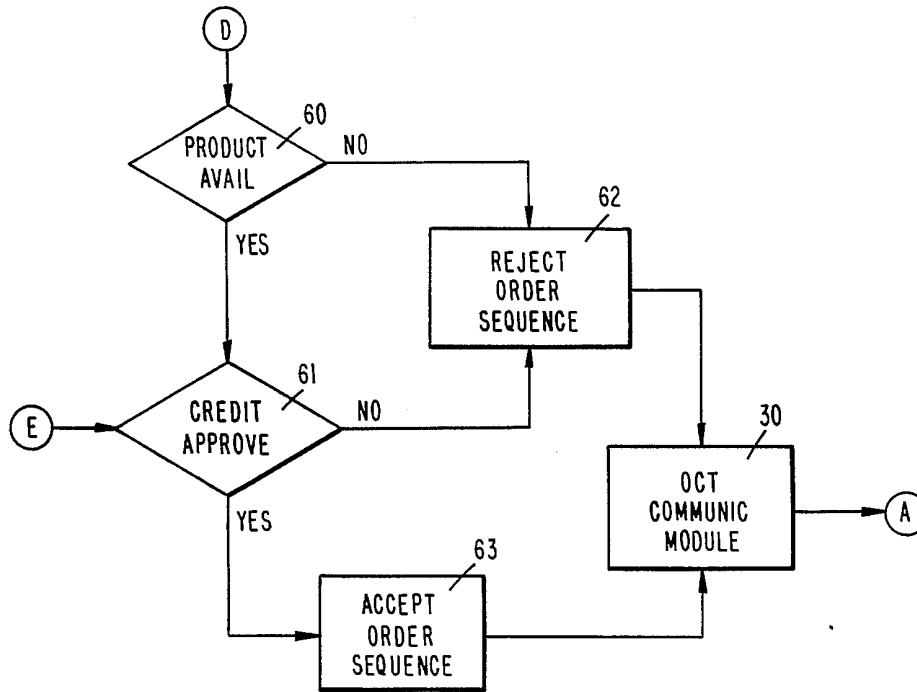 D
60
PRODUCT
AVAIL
NO
YES
62
REJECT
ORDER
SEQUENCE
E
61
CREDIT
APPROVE
NO
YES
30
OCT
COMMUNIC
MODULE
A
63
ACCEPT
ORDER
SEQUENCE